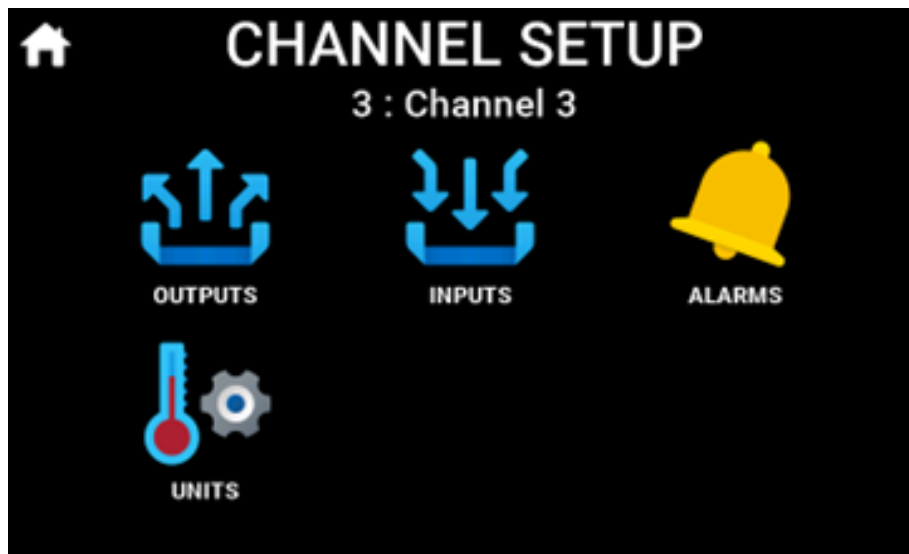 CHANNEL SETUP
3 : Channel 3
OUTPUTS INPUTS ALARMS
UNITS